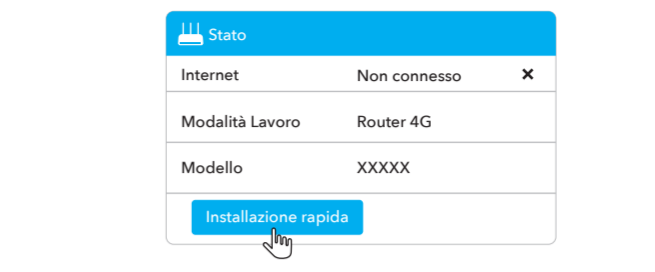 Stato
Internet Non connesso ×
Modalità Lavoro Router 4G
Modello XXXXX
Installazione rapida